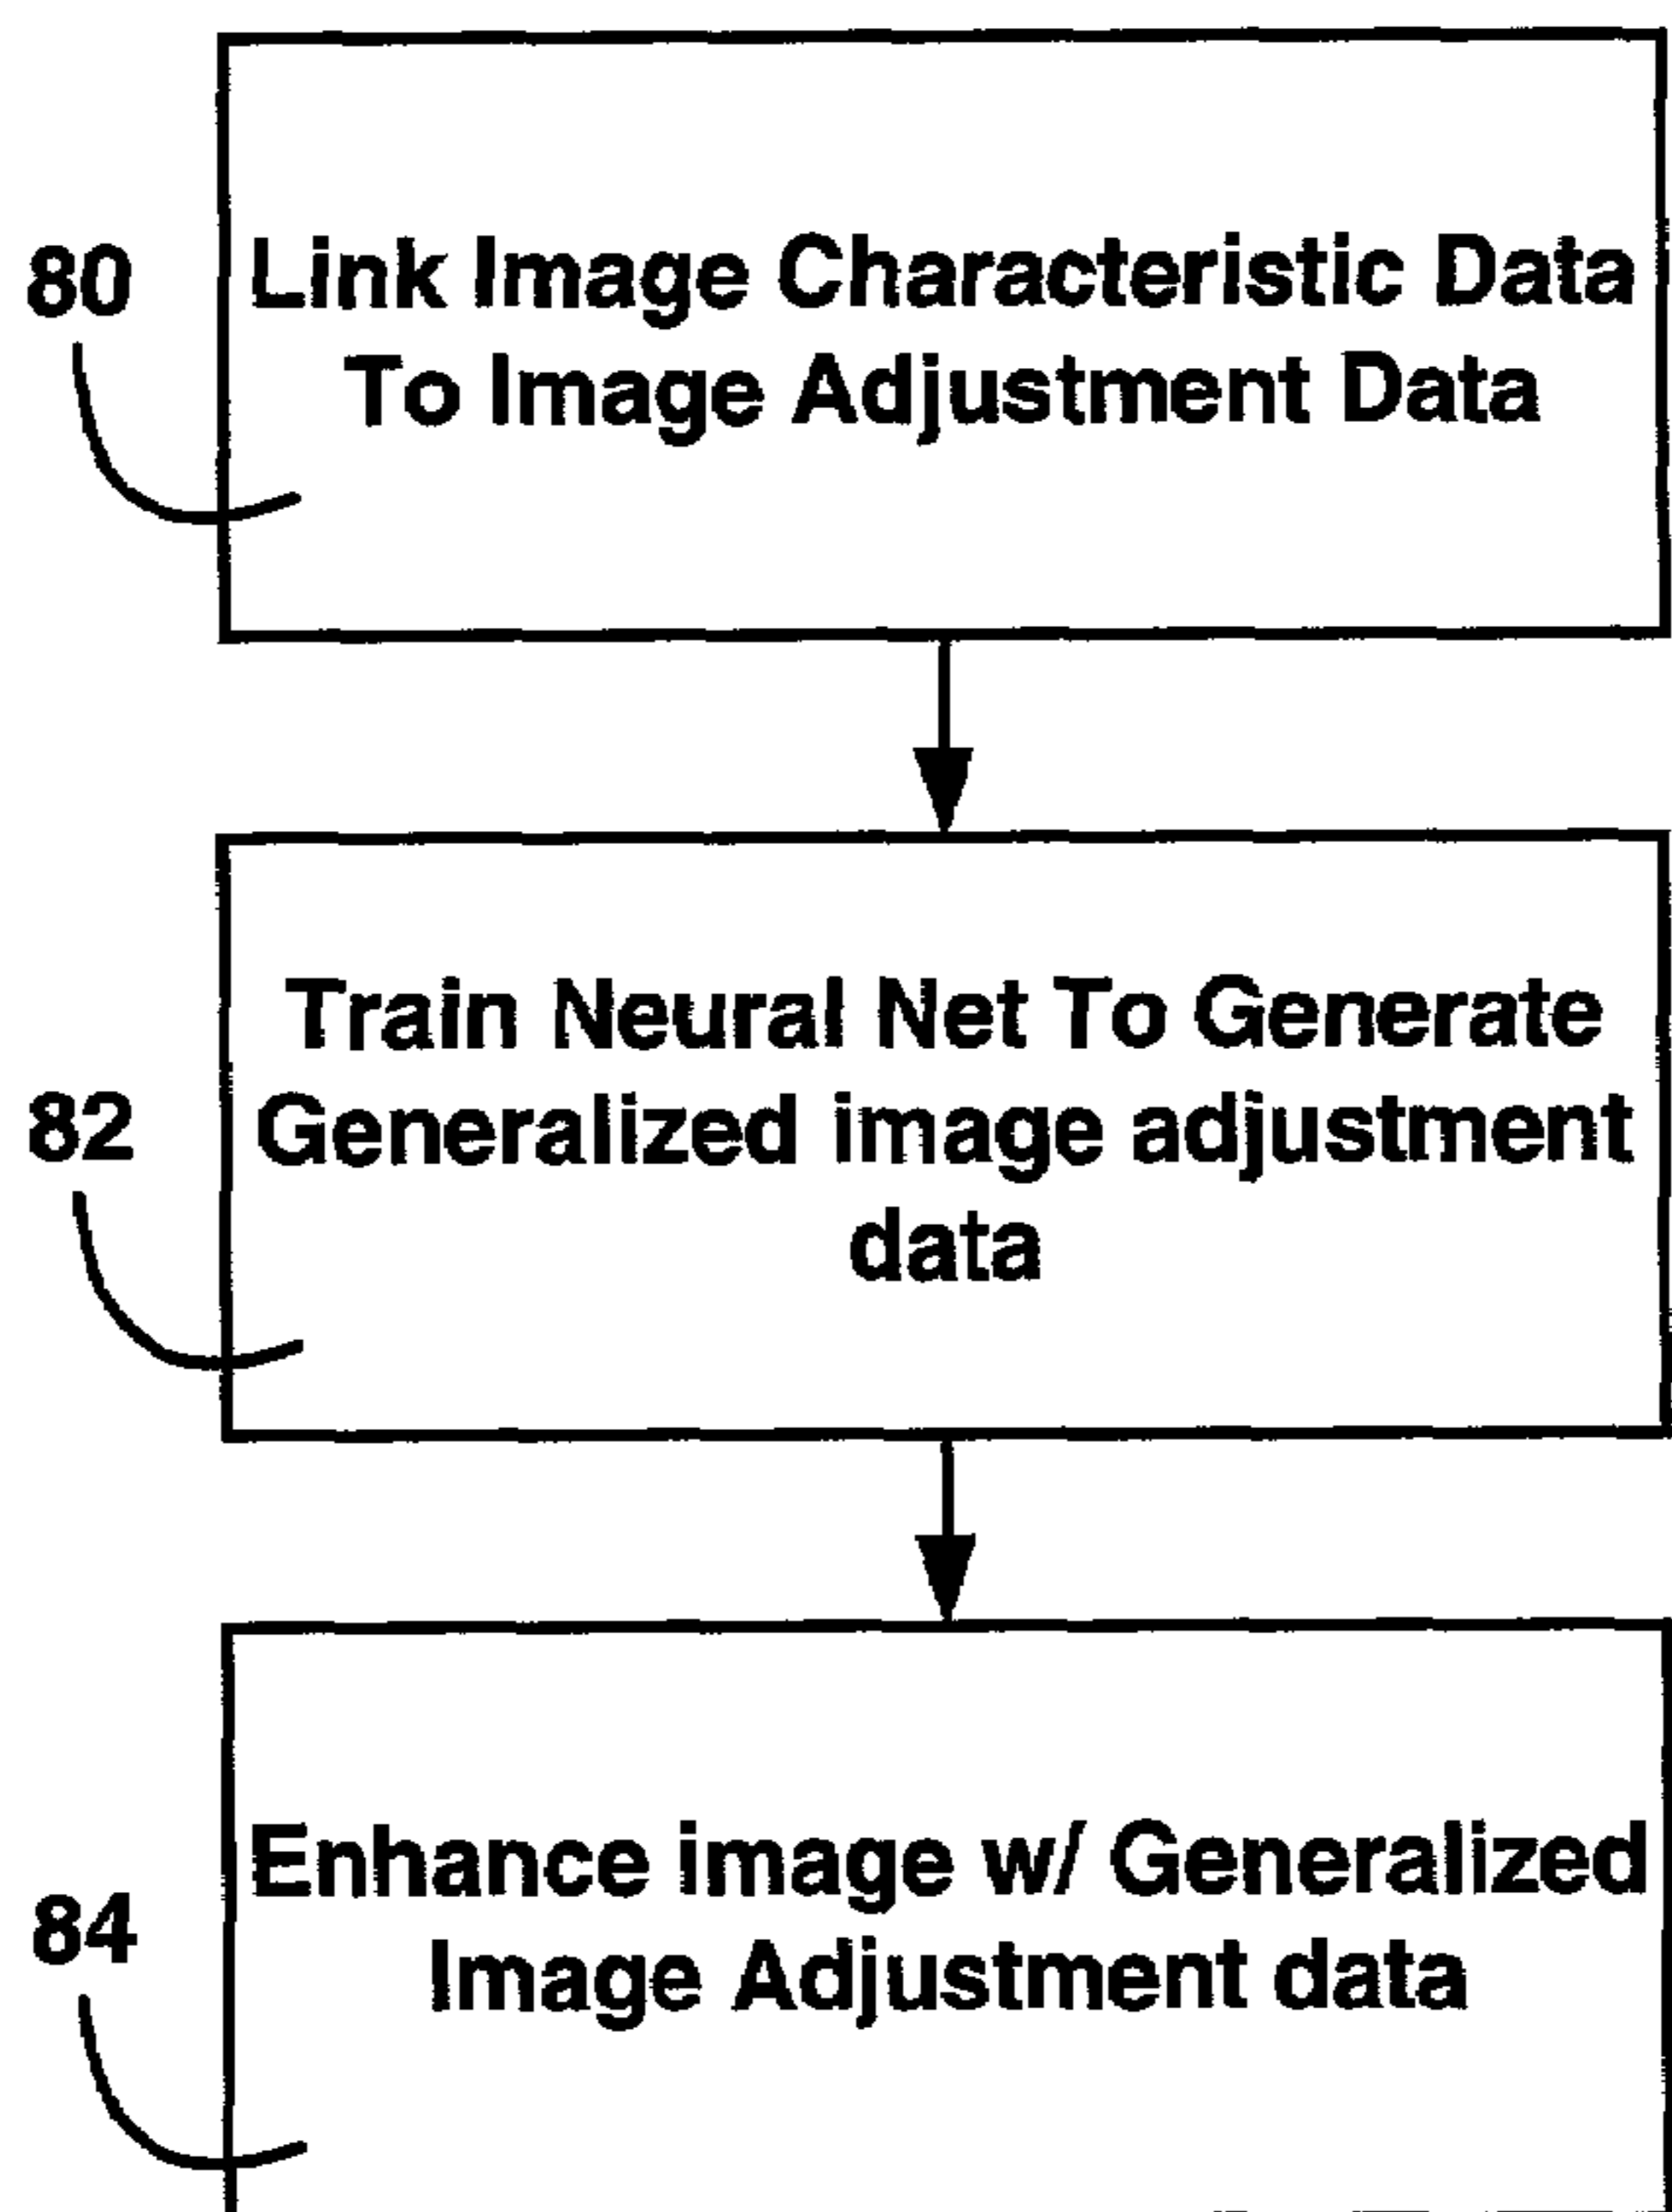 80
Link Image Characteristic Data
To Image Adjustment Data
Train Neural Net To Generate
82
Generalized image adjustment
data
Enhance image w/ Generalized
84
Image Adjustment data